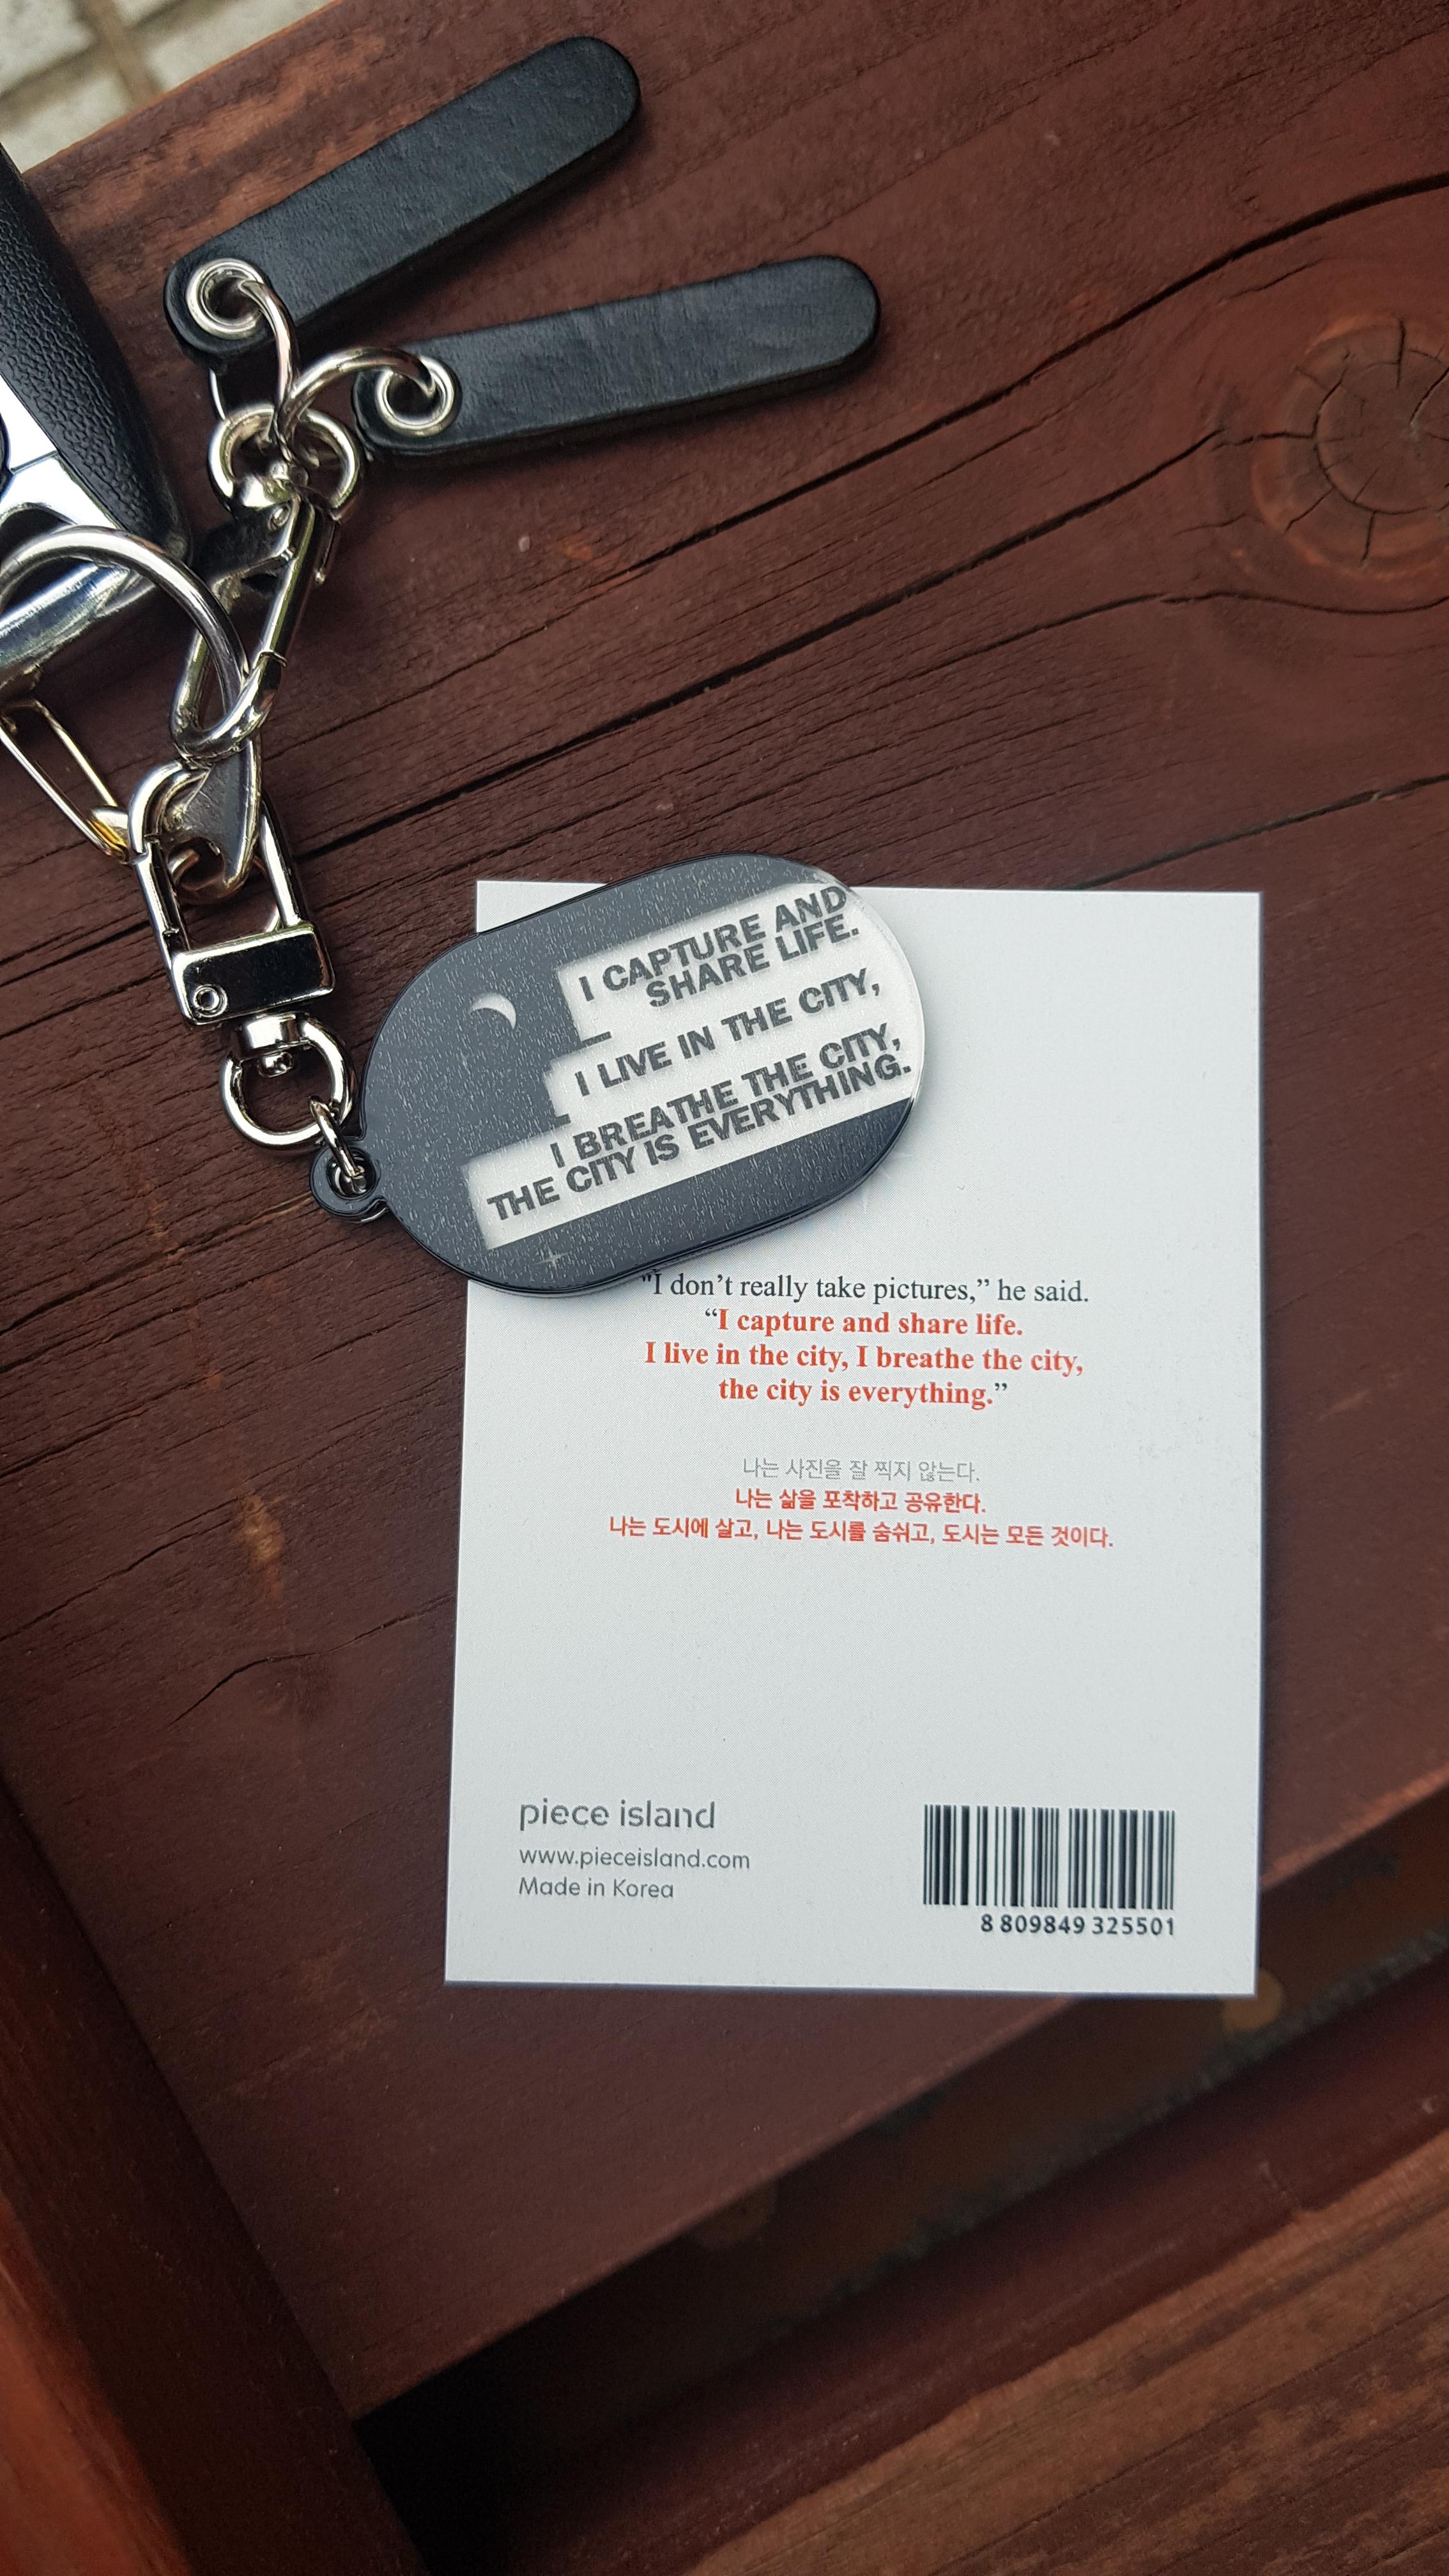 I CAPTURE AND
SHARE LIFE.
I LIVE IN THE CITY,
I BREATHE THE CITY,
THE CITY IS EVERYTHING.
"I don't really take pictures,” he said.
“I capture and share life.
I live in the city, I breathe the city,
the city is everything.”
나는 사진을 잘 찍지 않는다.
나는 삶을 포착하고 공유한다.
나는 도시에 살고, 나는 도시를 숨쉬고, 도시는 모든 것이다.
piece island
www.pieceisland.com
Made in Korea
8 809849 325501